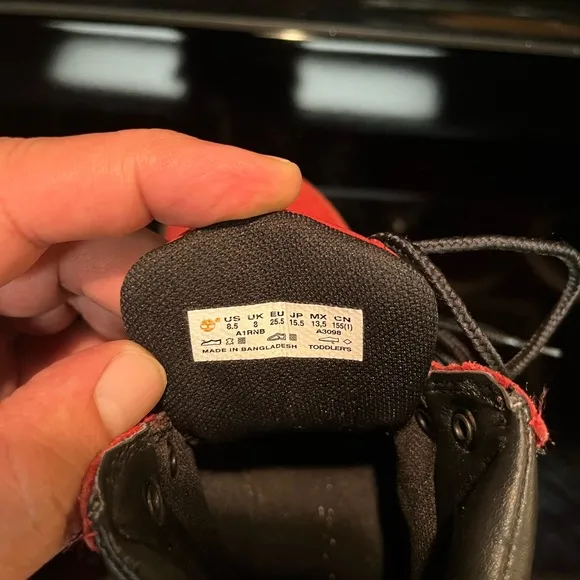 US UK EU JP MX CN
8.5 8 25.5 15.5 13,5 155(1)
A1RNB A3098
MADE IN BANGLADESH TODDLER'S